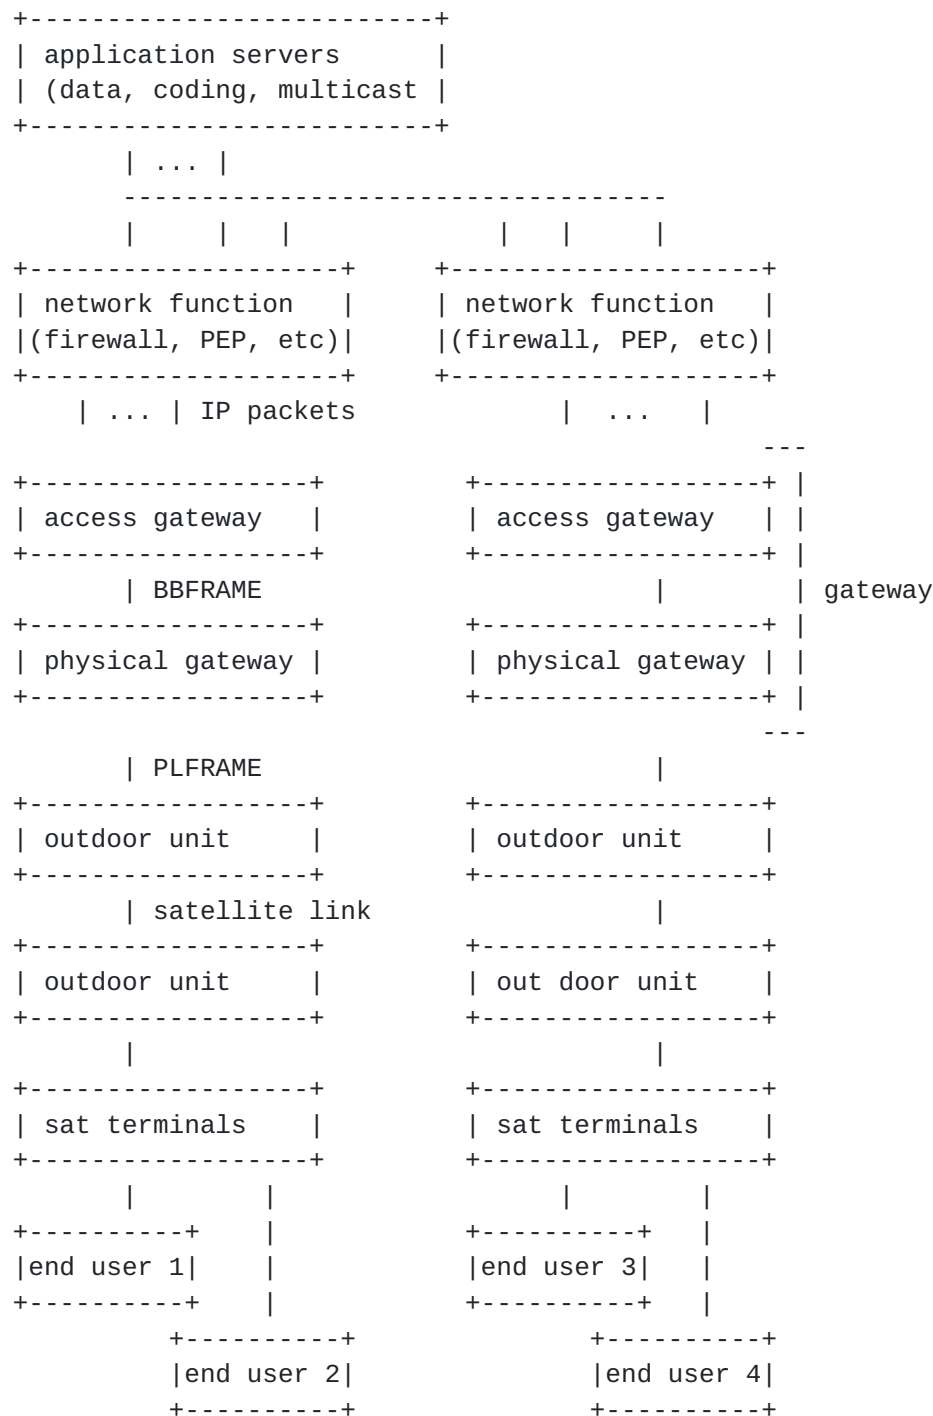 application servers
(data, coding, multicast
...
network function network function
(firewall, PEP, etc) (firewall, PEP, etc)
... IP packets ...
access gateway access gateway
BBFRAME gateway
physical gateway physical gateway
PLFRAME
outdoor unit outdoor unit
satellite link
outdoor unit out door unit
sat terminals sat terminals
end user 1 end user 3
end user 2 end user 4